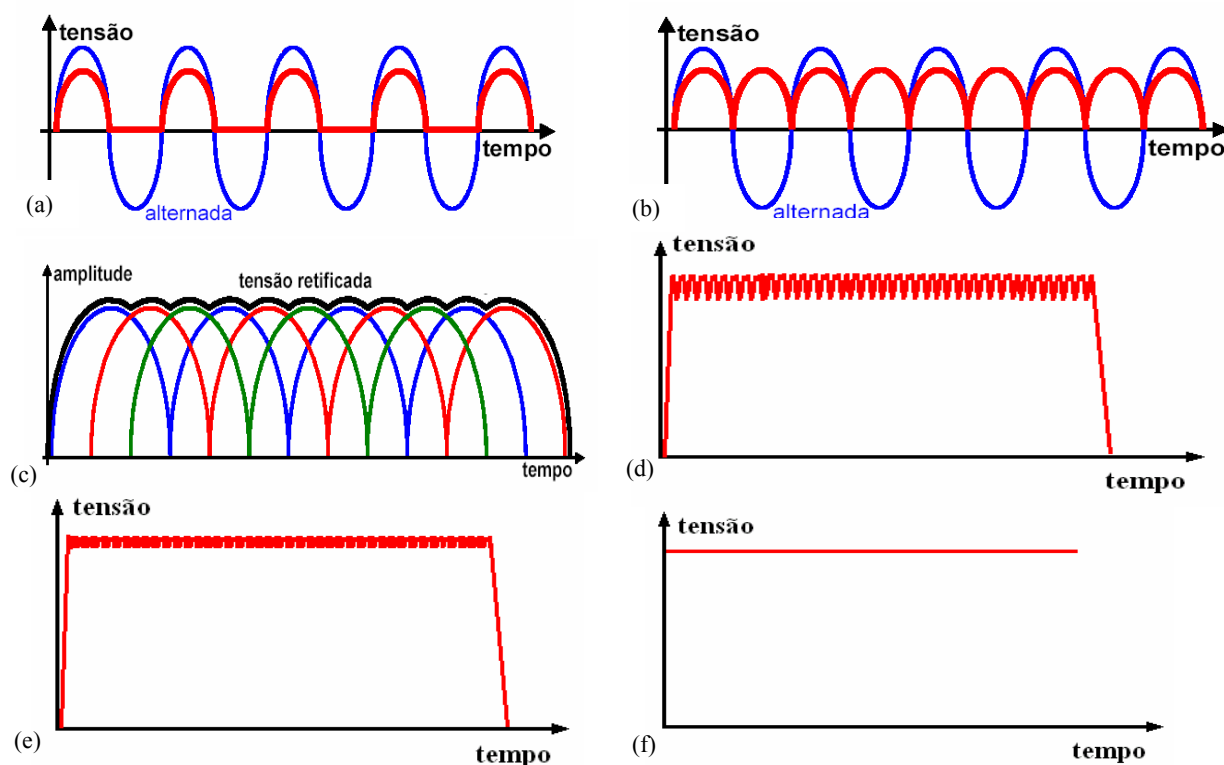 tensão
tempo
alternada
(a)
tensão
tempo
alternada
(b)
amplitude
tensão retificada
tempo
(c)
tensão
tempo
(d)
tensão
tempo
(e)
tensão
tempo
(f)